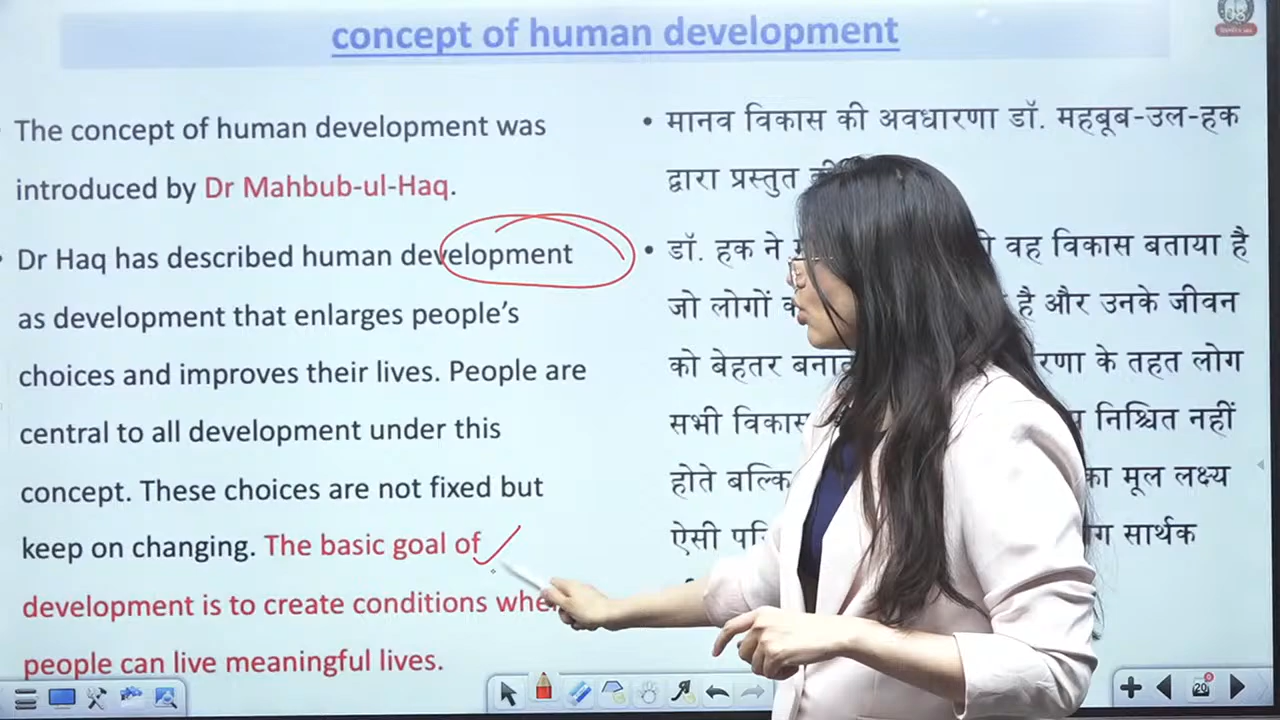 concept of human development
The concept of human development was
introduced by Dr Mahbub-ul-Haq.
Dr Haq has described human development
as development that enlarges people's
choices and improves their lives. People are
central to all development under this
concept. These choices are not fixed but
keep on changing. The basic goal of
development is to create conditions
people can live meaningful lives.
• मानव विकास की अवधारणा डॉ. महबूब-उल-हक
द्वारा प्रस्तुत
• डॉ. हक ने वह विकास बताया है
जो लोगों है और उनके जीवन
को बेहतर के तहत लोग
सभी निश्चित नहीं
होते बल्कि मूल लक्ष्य
ऐसी सार्थक
20